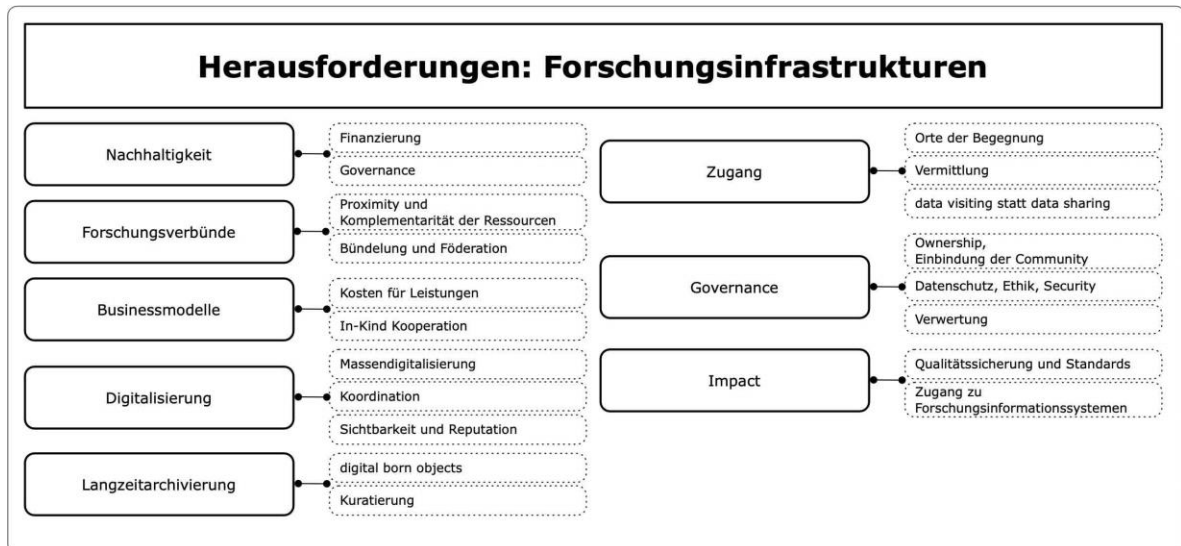 Herausforderungen: Forschungsinfrastrukturen
Nachhaltigkeit
Finanzierung
Governance
Forschungsverbünde
Proximity und
Komplementarität der Ressourcen
Bündelung und Föderation
Businessmodelle
Kosten für Leistungen
In-Kind Kooperation
Digitalisierung
Massendigitalisierung
Koordination
Sichtbarkeit und Reputation
Langzeitarchivierung
digital born objects
Kuratierung
Zugang
Orte der Begegnung
Vermittlung
data visiting statt data sharing
Governance
Ownership,
Einbindung der Community
Datenschutz, Ethik, Security
Verwertung
Impact
Qualitätssicherung und Standards
Zugang zu
Forschungsinformationssystemen